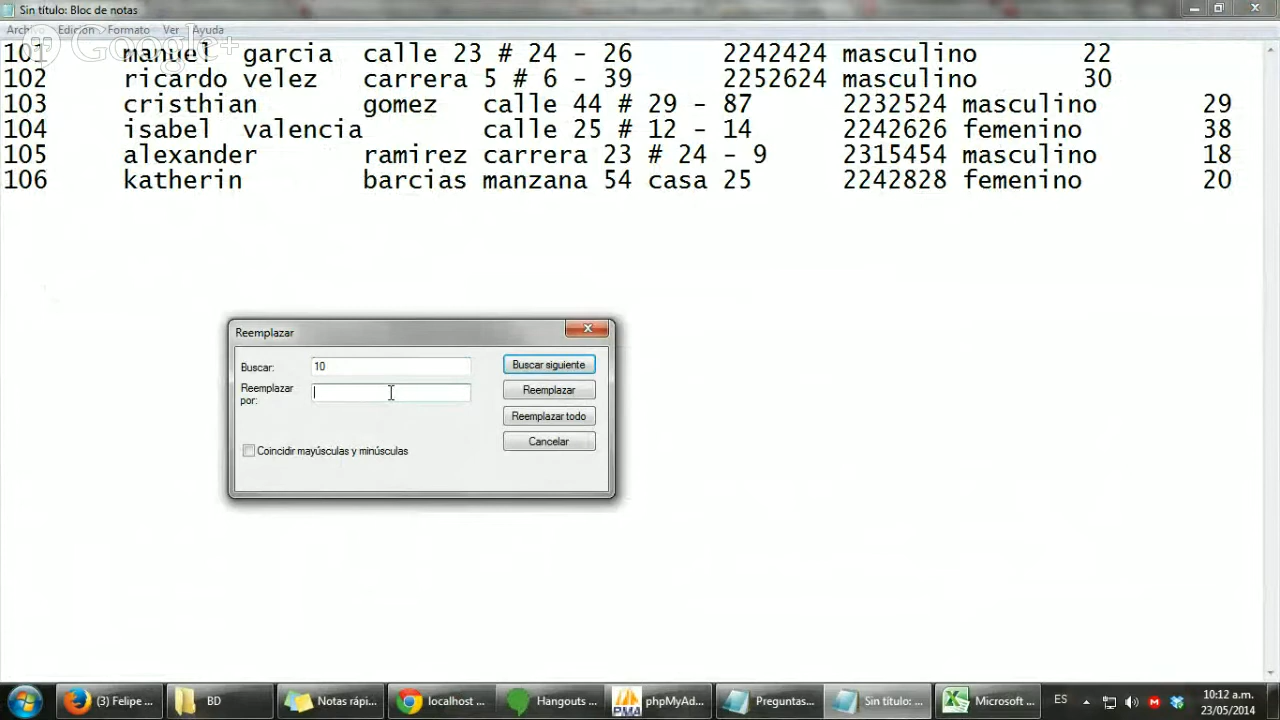 Sin título: Bloc de notas
Archi Edición Formato Ver Ayuda
Google+
101 manuel garcia calle 23 # 24 - 26 2242424 masculino 22
102 ricardo velez carrera 5 # 6 - 39 2252624 masculino 30
103 cristhian gomez calle 44 # 29 - 87 2232524 masculino 29
104 isabel valencia calle 25 # 12 - 14 2242626 femenino 38
105 alexander ramirez carrera 23 # 24 - 9 2315454 masculino 18
106 katherin barcias manzana 54 casa 25 2242828 femenino 20
Reemplazar
Buscar: 10 Buscar siguiente
Reemplazar por: Reemplazar
Reemplazar todo
Cancelar
Coincidir mayúsculas y minúsculas
(3) Felipe ... BD Notas rápi... localhost ... Hangouts ... phpMyAd... Preguntas... Sin título: ... Microsoft ... ES 10:12 a.m.
PMA 23/05/2014